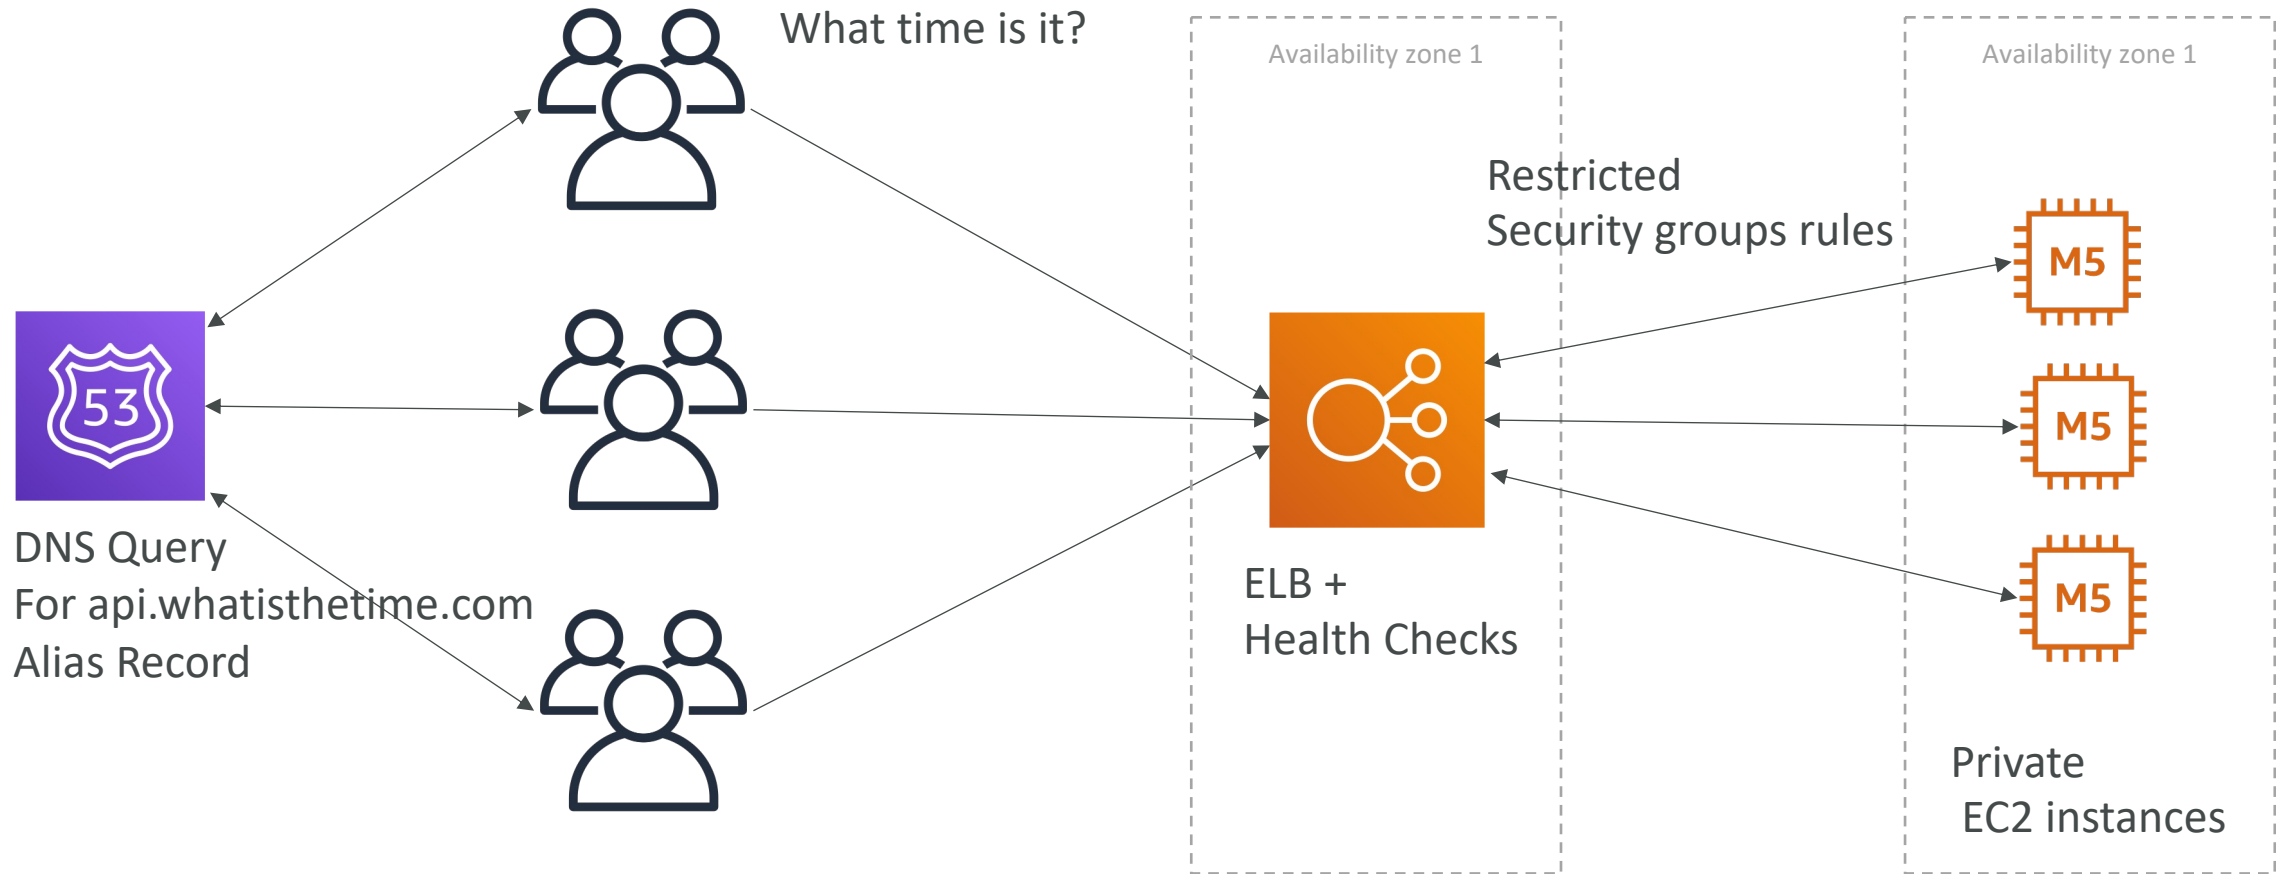 What time is it?
Availability zone 1
Availability zone 1
Restricted
Security groups rules
M5
M5
M5
53
DNS Query
For api.whatisthetime.com
Alias Record
ELB +
Health Checks
Private
EC2 instances